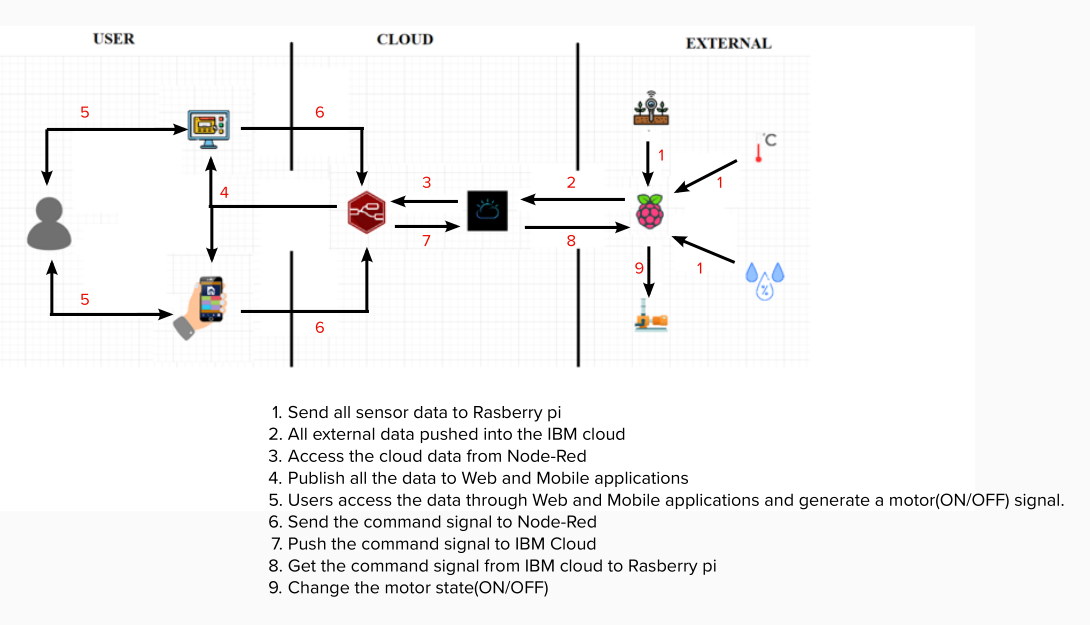 USER
CLOUD
EXTERNAL
5
6
1
°C
1
4
3
2
7
8
1
9
%
5
6
1. Send all sensor data to Rasberry pi
2. All external data pushed into the IBM cloud
3. Access the cloud data from Node-Red
4. Publish all the data to Web and Mobile applications
5. Users access the data through Web and Mobile applications and generate a motor(ON/OFF) signal.
6. Send the command signal to Node-Red
7. Push the command signal to IBM Cloud
8. Get the command signal from IBM cloud to Rasberry pi
9. Change the motor state(ON/OFF)